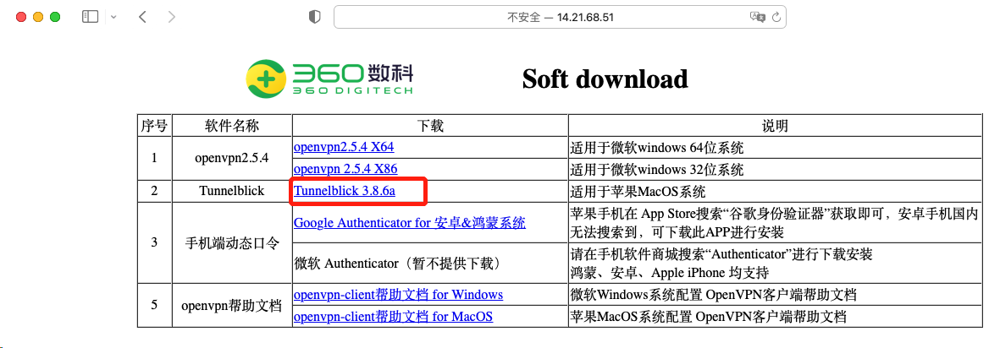 不安全 — 14.21.68.51
360数科
360 DIGITECH
Soft download
序号 软件名称 下载 说明
1 openvpn2.5.4 openvpn2.5.4 X64 适用于微软windows 64位系统
openvpn 2.5.4 X86 适用于微软windows 32位系统
2 Tunnelblick Tunnelblick 3.8.6a 适用于苹果MacOS系统
3 手机端动态口令 Google Authenticator for 安卓&鸿蒙系统 苹果手机在 App Store搜索“谷歌身份验证器”获取即可，安卓手机国内
无法搜索到，可下载此APP进行安装
微软 Authenticator（暂不提供下载） 请在手机软件商城搜索“Authenticator”进行下载安装
鸿蒙、安卓、Apple iPhone 均支持
5 openvpn帮助文档 openvpn-client帮助文档 for Windows 微软Windows系统配置 OpenVPN客户端帮助文档
openvpn-client帮助文档 for MacOS 苹果MacOS系统配置 OpenVPN客户端帮助文档